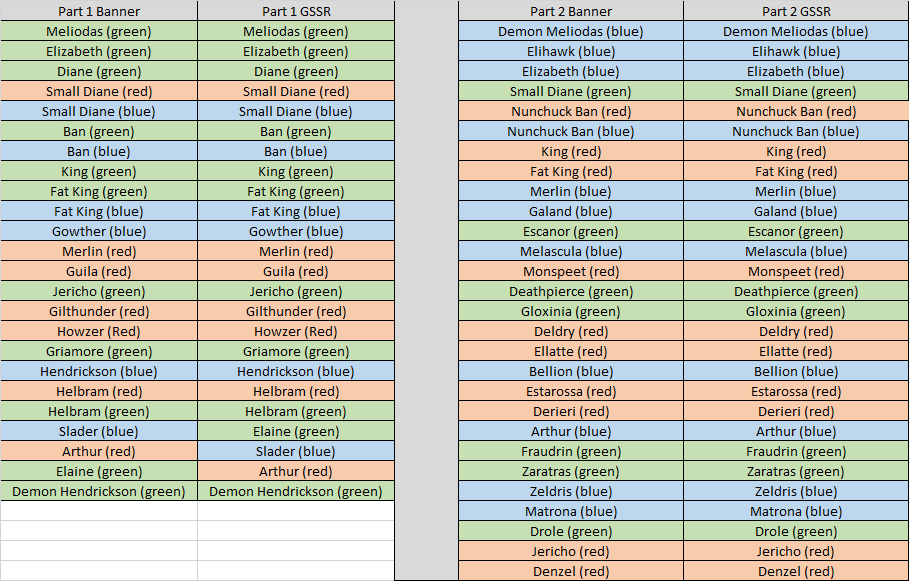 Part 1 Banner Part 1 GSSR Part 2 Banner Part 2 GSSR
Meliodas (green) Meliodas (green) Demon Meliodas (blue) Demon Meliodas (blue)
Elizabeth (green) Elizabeth (green) Elihawk (blue) Elihawk (blue)
Diane (green) Diane (green) Elizabeth (blue) Elizabeth (blue)
Small Diane (red) Small Diane (red) Small Diane (green) Small Diane (green)
Small Diane (blue) Small Diane (blue) Nunchuck Ban (red) Nunchuck Ban (red)
Ban (green) Ban (green) Nunchuck Ban (blue) Nunchuck Ban (blue)
Ban (blue) Ban (blue) King (red) King (red)
King (green) King (green) Fat King (red) Fat King (red)
Fat King (green) Fat King (green) Merlin (blue) Merlin (blue)
Fat King (blue) Fat King (blue) Galand (blue) Galand (blue)
Gowther (blue) Gowther (blue) Escanor (green) Escanor (green)
Merlin (red) Merlin (red) Melascula (blue) Melascula (blue)
Guila (red) Guila (red) Monspeet (red) Monspeet (red)
Jericho (green) Jericho (green) Deathpierce (green) Deathpierce (green)
Gilthunder (red) Gilthunder (red) Gloxinia (green) Gloxinia (green)
Howzer (Red) Howzer (Red) Deldry (red) Deldry (red)
Griamore (green) Griamore (green) Ellatte (red) Ellatte (red)
Hendrickson (blue) Hendrickson (blue) Bellion (blue) Bellion (blue)
Helbram (red) Helbram (red) Estarossa (red) Estarossa (red)
Helbram (green) Helbram (green) Derieri (red) Derieri (red)
Slader (blue) Elaine (green) Arthur (blue) Arthur (blue)
Arthur (red) Slader (blue) Fraudrin (green) Fraudrin (green)
Elaine (green) Arthur (red) Zaratras (green) Zaratras (green)
Demon Hendrickson (green) Demon Hendrickson (green) Zeldris (blue) Zeldris (blue)
Matrona (blue) Matrona (blue)
Drole (green) Drole (green)
Jericho (red) Jericho (red)
Denzel (red) Denzel (red)